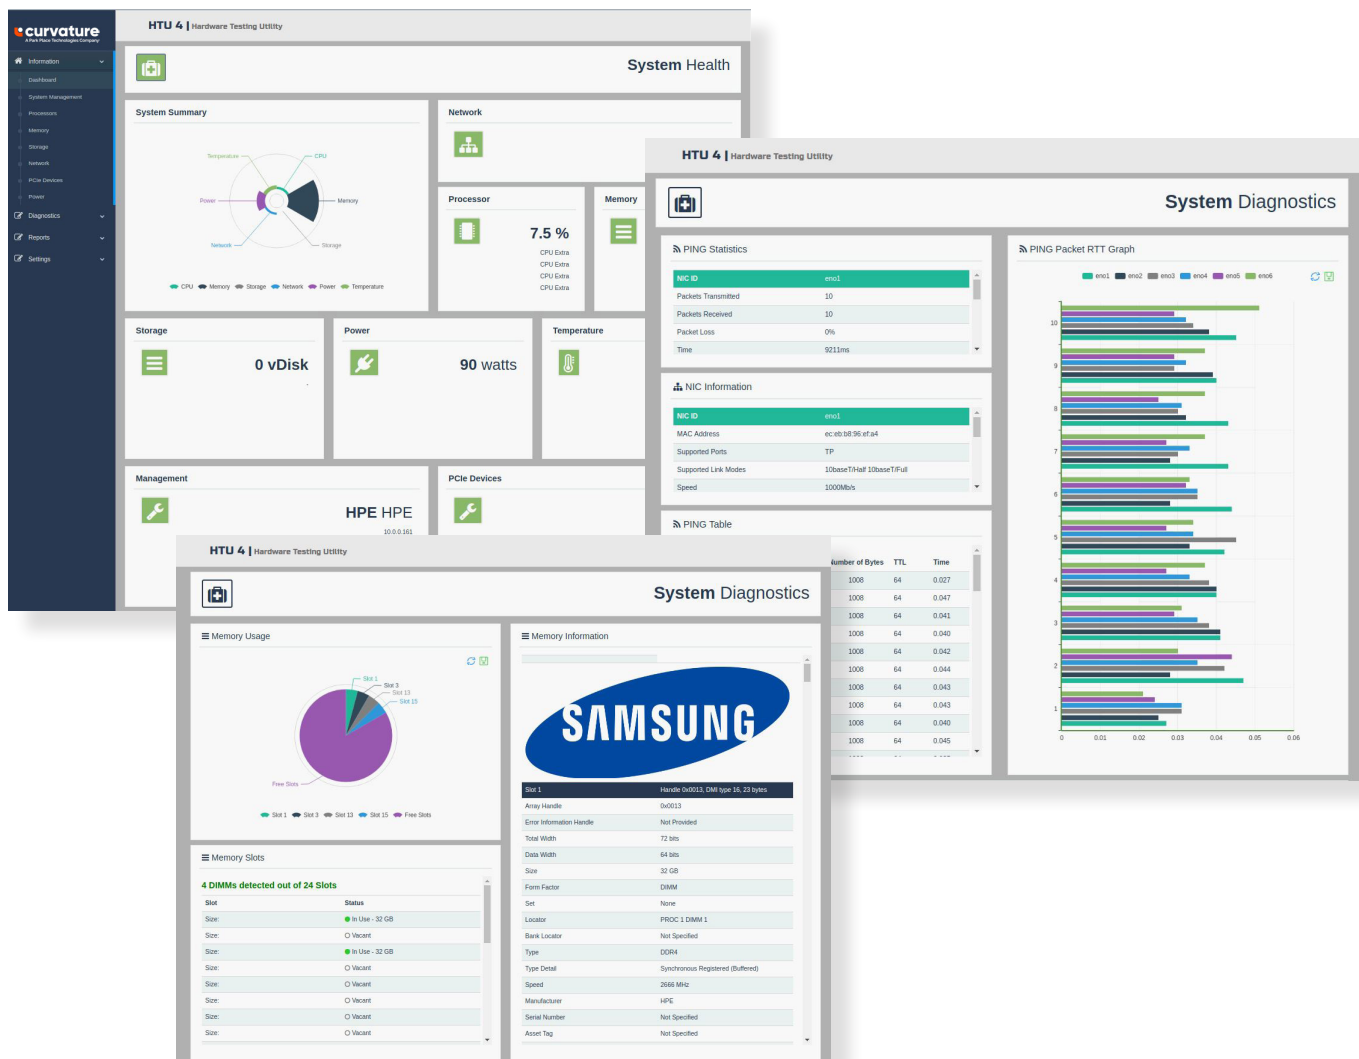 curvature
A Park Place Technologies Company
Information
Dashboard
System Management
Processors
Memory
Storage
Network
PCIe Devices
Power
Diagnostics
Reports
Settings
HTU 4 | Hardware Testing Utility
System Health
System Summary
Temperature
CPU
Power
Memory
Network
Storage
CPU Memory Storage Network Power Temperature
Network
Processor
7.5 %
CPU Extra
CPU Extra
CPU Extra
CPU Extra
Memory
Storage
0 vDisk
Power
90 watts
Temperature
Management
HPE HPE
10.0.0.161
PCIe Devices
HTU 4 | Hardware Testing Utility
System Diagnostics
PING Statistics
NIC ID eno1
Packets Transmitted 10
Packets Received 10
Packet Loss 0%
Time 9211ms
NIC Information
NIC ID eno1
MAC Address ec:eb:b8:96:ef:a4
Supported Ports TP
Supported Link Modes 10baseT/Half 10baseT/Full
Speed 1000Mb/s
PING Table
Number of Bytes TTL Time
1008 64 0.027
1008 64 0.047
1008 64 0.041
1008 64 0.040
1008 64 0.042
1008 64 0.044
1008 64 0.043
1008 64 0.043
1008 64 0.040
1008 64 0.045
PING Packet RTT Graph
eno1 eno2 eno3 eno4 eno5 eno6
10
9
8
7
6
5
4
3
2
1
0 0.01 0.02 0.03 0.04 0.05 0.06
HTU 4 | Hardware Testing Utility
System Diagnostics
Memory Usage
Slot 1
Slot 3
Slot 13
Slot 15
Free Slots
Slot 1 Slot 3 Slot 13 Slot 15 Free Slots
Memory Slots
4 DIMMs detected out of 24 Slots
Slot Status
Size: In Use - 32 GB
Size: Vacant
Size: In Use - 32 GB
Size: Vacant
Size: Vacant
Size: Vacant
Size: Vacant
Size: Vacant
Memory Information
SAMSUNG
Slot 1 Handle 0x0013, DMI type 16, 23 bytes
Array Handle 0x0013
Error Information Handle Not Provided
Total Width 72 bits
Data Width 64 bits
Size 32 GB
Form Factor DIMM
Set None
Locator PROC 1 DIMM 1
Bank Locator Not Specified
Type DDR4
Type Detail Synchronous Registered (Buffered)
Speed 2666 MHz
Manufacturer HPE
Serial Number Not Specified
Asset Tag Not Specified